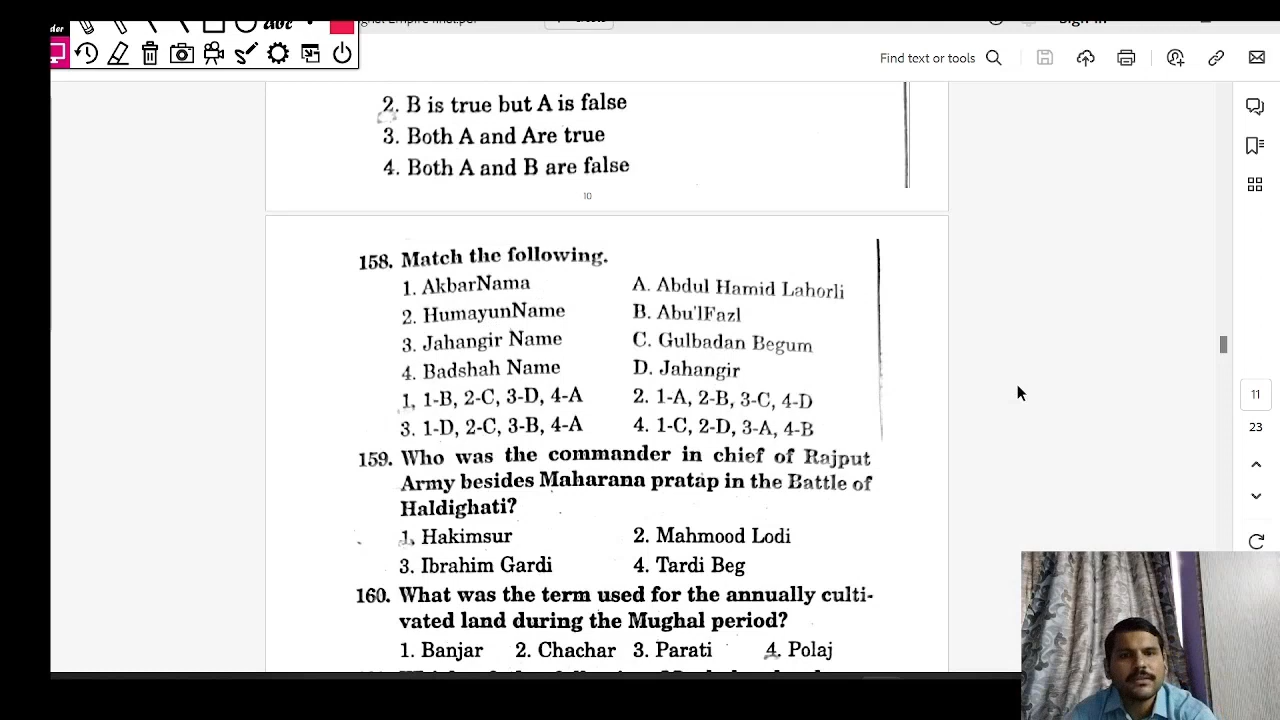 abc
Find text or tools
2. B is true but A is false
3. Both A and Are true
4. Both A and B are false
10
158. Match the following.
1. AkbarNama A. Abdul Hamid Lahorli
2. HumayunName B. Abu'lFazl
3. Jahangir Name C. Gulbadan Begum
4. Badshah Name D. Jahangir
1. 1-B, 2-C, 3-D, 4-A 2. 1-A, 2-B, 3-C, 4-D
3. 1-D, 2-C, 3-B, 4-A 4. 1-C, 2-D, 3-A, 4-B
159. Who was the commander in chief of Rajput
Army besides Maharana pratap in the Battle of
Haldighati?
1. Hakimsur 2. Mahmood Lodi
3. Ibrahim Gardi 4. Tardi Beg
160. What was the term used for the annually culti-
vated land during the Mughal period?
1. Banjar 2. Chachar 3. Parati 4. Polaj
11
23